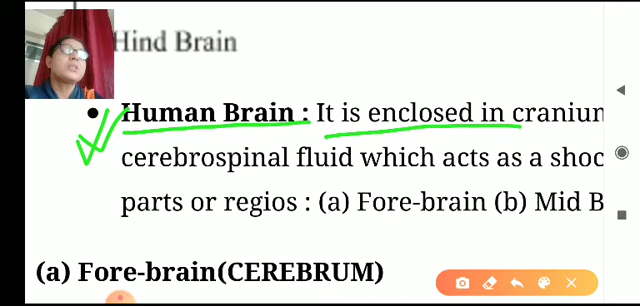 Hind Brain
• Human Brain : It is enclosed in cranium
cerebrospinal fluid which acts as a shoc
parts or regios : (a) Fore-brain (b) Mid B
(a) Fore-brain(CEREBRUM)